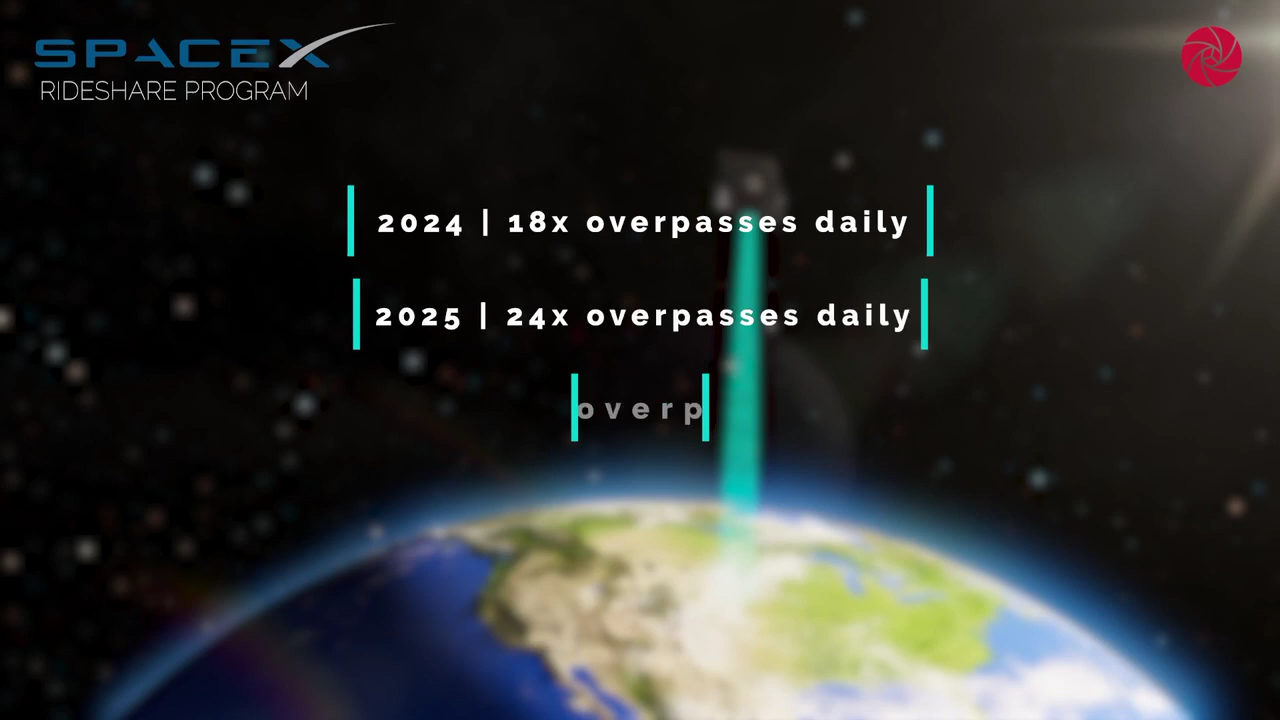 SPACEX
RIDESHARE PROGRAM
2024 | 18x overpasses daily
2025 | 24x overpasses daily
overp